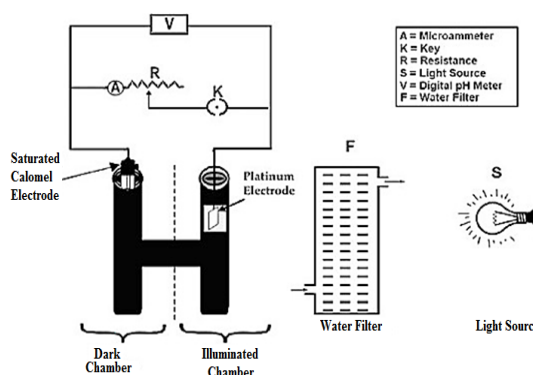 V
A = Microammeter
K = Key
R = Resistance
S = Light Source
V = Digital pH Meter
F = Water Filter
A
R
K
Saturated
Calomel
Electrode
Platinum
Electrode
F
S
Water Filter
Light Sourc
Dark
Chamber
Illuminated
Chamber